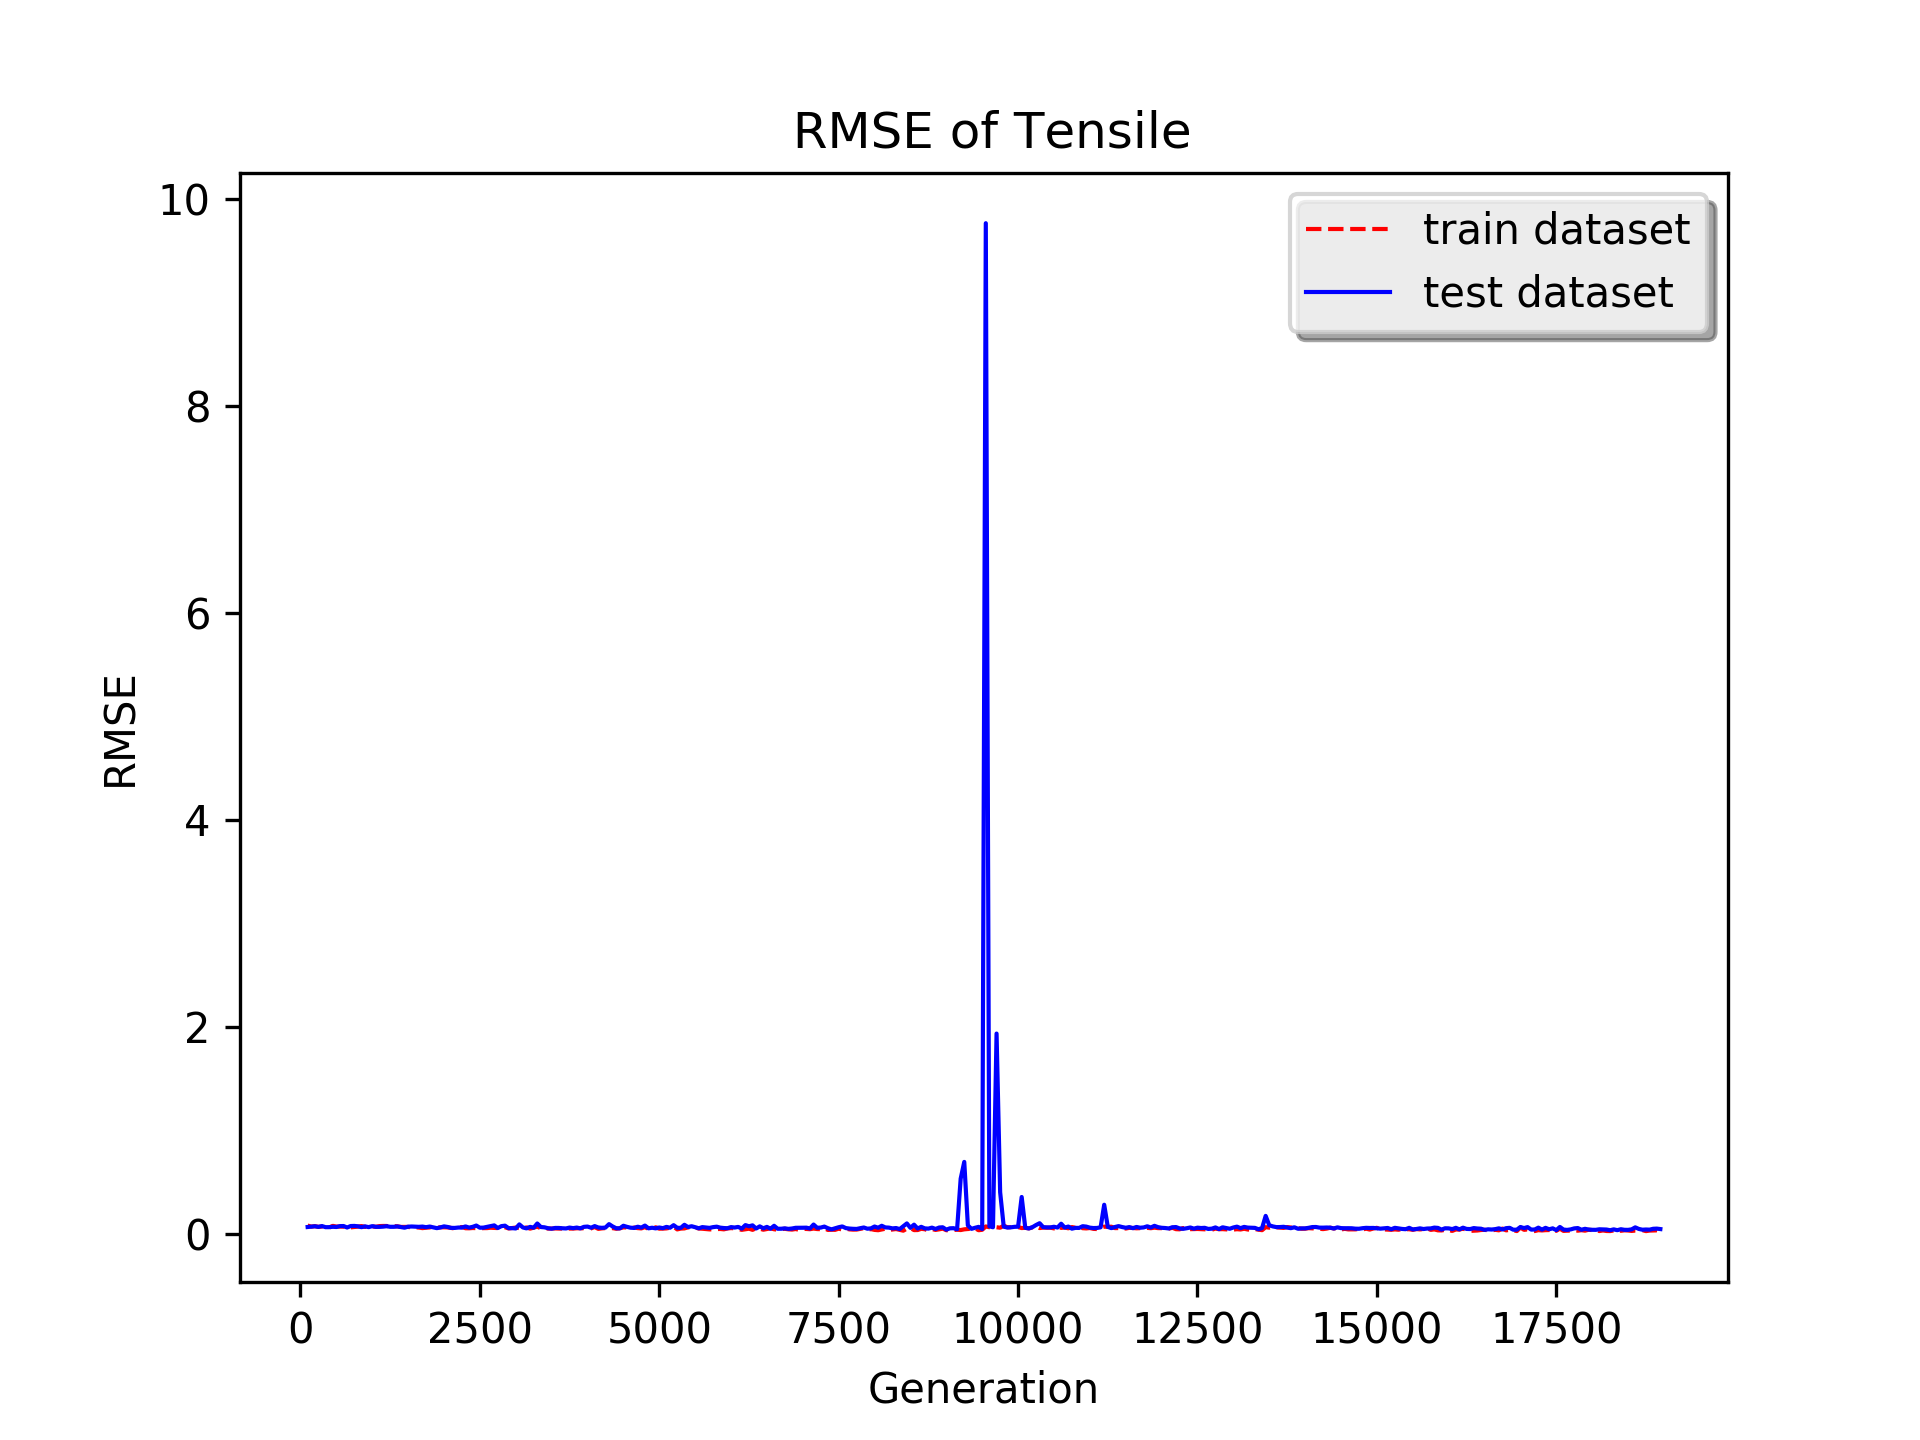 RMSE of Tensile
train dataset
test dataset
10
8
6
4
2
0
RMSE
0 2500 5000 7500 10000 12500 15000 17500
Generation